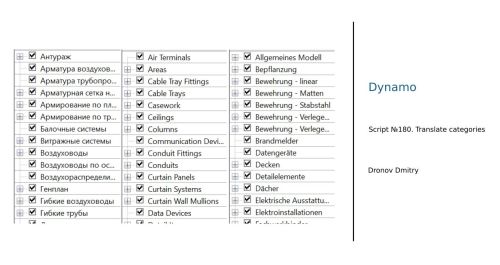 Антураж
Арматура воздухов...
Арматура трубопро...
Арматурная сетка н...
Армирование по пл...
Армирование по тр...
Балочные системы
Витражные системы
Воздуховоды
Воздуховоды по ос...
Воздухораспредели...
Генплан
Гибкие воздуховоды
Гибкие трубы
Air Terminals
Areas
Cable Tray Fittings
Cable Trays
Casework
Ceilings
Columns
Communication Devi...
Conduit Fittings
Conduits
Curtain Panels
Curtain Systems
Curtain Wall Mullions
Data Devices
Allgemeines Modell
Bepflanzung
Bewehrung - linear
Bewehrung - Matten
Bewehrung - Stabstahl
Bewehrung - Verlege...
Bewehrung - Verlege...
Brandmelder
Datengeräte
Decken
Detailelemente
Dächer
Elektrische Ausstattu...
Elektroinstallationen
Dynamo
Script №180. Translate categories
Dronov Dmitry